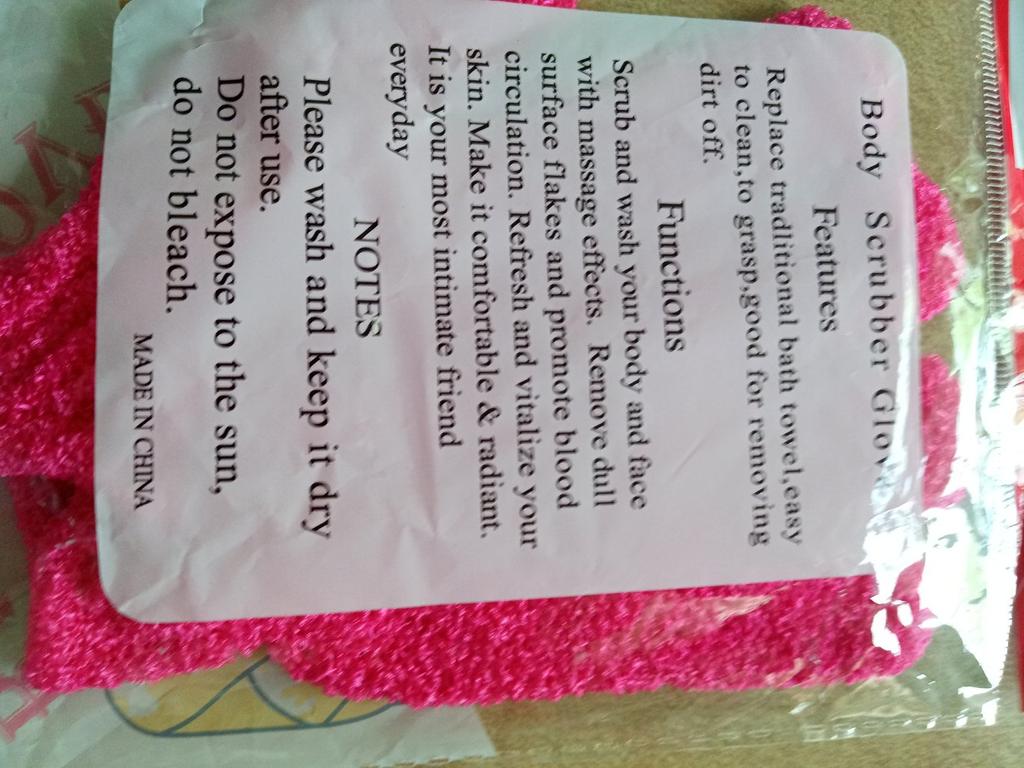 Body Scrubber Glov
Features
Replace traditional bath towel,easy
to clean,to grasp,good for removing
dirt off.
Functions
Scrub and wash your body and face
with massage effects. Remove dull
surface flakes and promote blood
circulation. Refresh and vitalize your
skin. Make it comfortable & radiant.
It is your most intimate friend
everyday
NOTES
Please wash and keep it dry
after use.
Do not expose to the sun,
do not bleach.
MADE IN CHINA